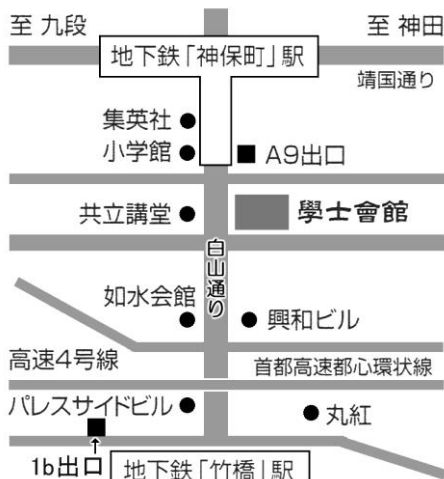 至 九段
至 神田
地下鉄「神保町」駅
靖国通り
集英社
小学館
A9出口
共立講堂
學士會館
白山通り
如水会館
興和ビル
高速4号線
首都高速都心環状線
パレスサイドビル
丸紅
1b出口
地下鉄「竹橋」駅